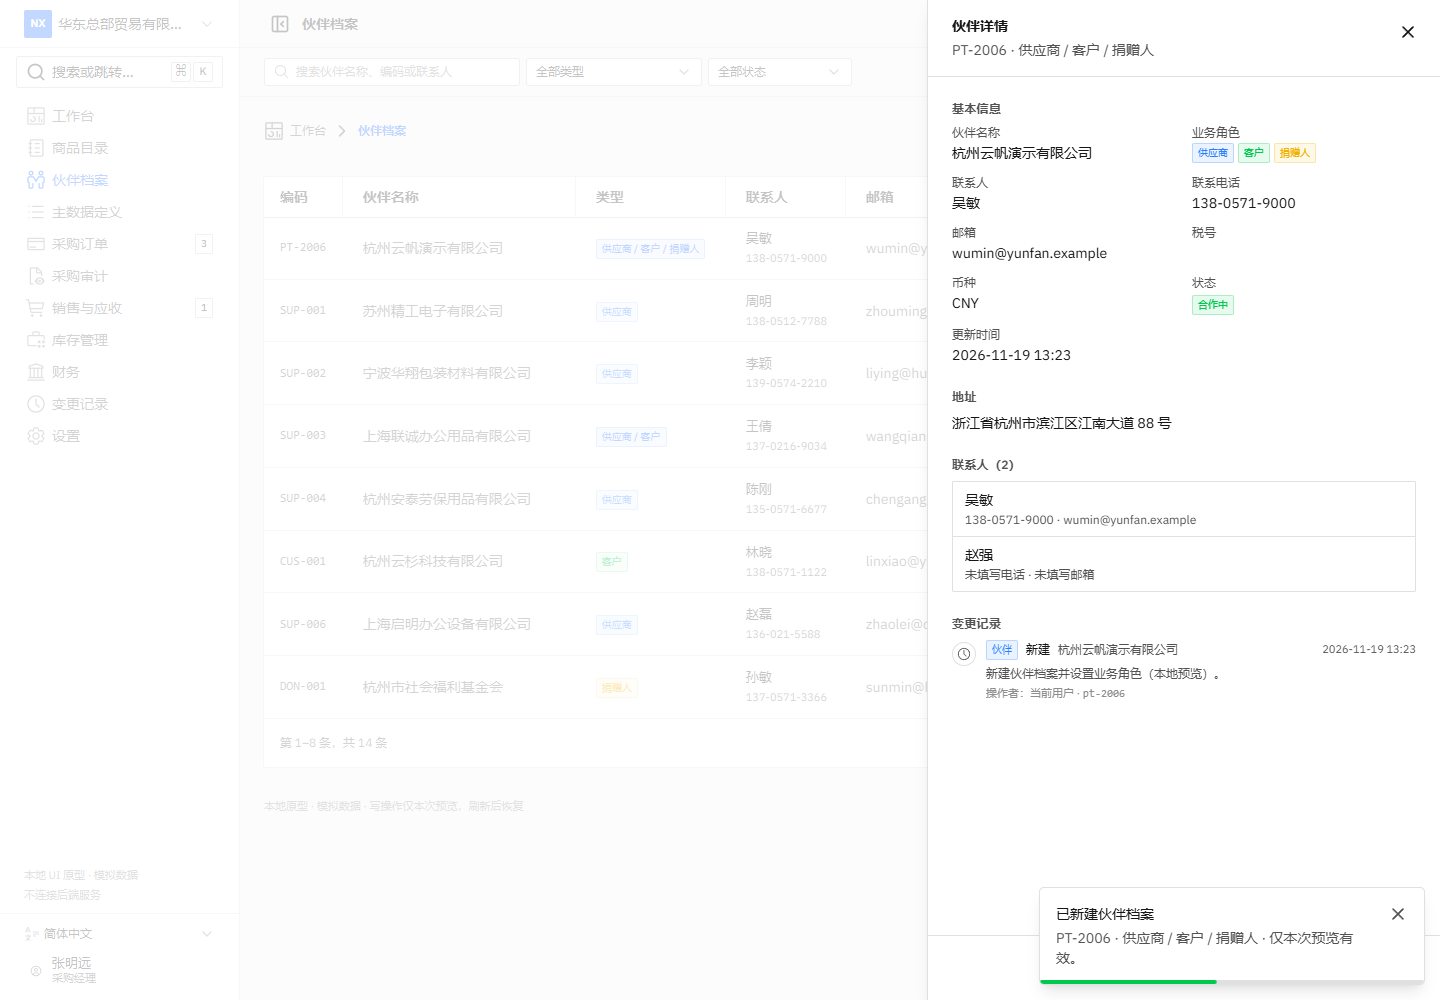 NX 华东总部贸易有限...
搜索或跳转... ⌘ K
工作台
商品目录
伙伴档案
主数据定义
采购订单 3
采购审计
销售与应收 1
库存管理
财务
变更记录
设置
本地 UI 原型 · 模拟数据
不连接后端服务
简体中文
张明远
采购经理
伙伴档案
搜索伙伴名称、编码或联系人 全部类型 全部状态
工作台 伙伴档案
编码 伙伴名称 类型 联系人 邮箱
PT-2006 杭州云帆演示有限公司 供应商 / 客户 / 捐赠人 吴敏 wumin@y
138-0571-9000
SUP-001 苏州精工电子有限公司 供应商 周明 zhouming
138-0512-7788
SUP-002 宁波华翔包装材料有限公司 供应商 李颖 liying@hu
139-0574-2210
SUP-003 上海联诚办公用品有限公司 供应商 / 客户 王倩 wangqian
137-0216-9034
SUP-004 杭州安泰劳保用品有限公司 供应商 陈刚 chengang
135-0571-6677
CUS-001 杭州云杉科技有限公司 客户 林晓 linxiao@y
138-0571-1122
SUP-006 上海启明办公设备有限公司 供应商 赵磊 zhaolei@
136-021-5588
DON-001 杭州市社会福利基金会 捐赠人 孙敏 sunmin@
137-0571-3366
第 1–8 条，共 14 条
本地原型 · 模拟数据 · 写操作仅本次预览，刷新后恢复
伙伴详情
PT-2006 · 供应商 / 客户 / 捐赠人
基本信息
伙伴名称 业务角色
杭州云帆演示有限公司 供应商 客户 捐赠人
联系人 联系电话
吴敏 138-0571-9000
邮箱 税号
wumin@yunfan.example
币种 状态
CNY 合作中
更新时间
2026-11-19 13:23
地址
浙江省杭州市滨江区江南大道 88 号
联系人（2）
吴敏
138-0571-9000 · wumin@yunfan.example
赵强
未填写电话 · 未填写邮箱
变更记录
伙伴 新建 杭州云帆演示有限公司 2026-11-19 13:23
新建伙伴档案并设置业务角色（本地预览）。
操作者：当前用户 · pt-2006
已新建伙伴档案
PT-2006 · 供应商 / 客户 / 捐赠人 · 仅本次预览有
效。